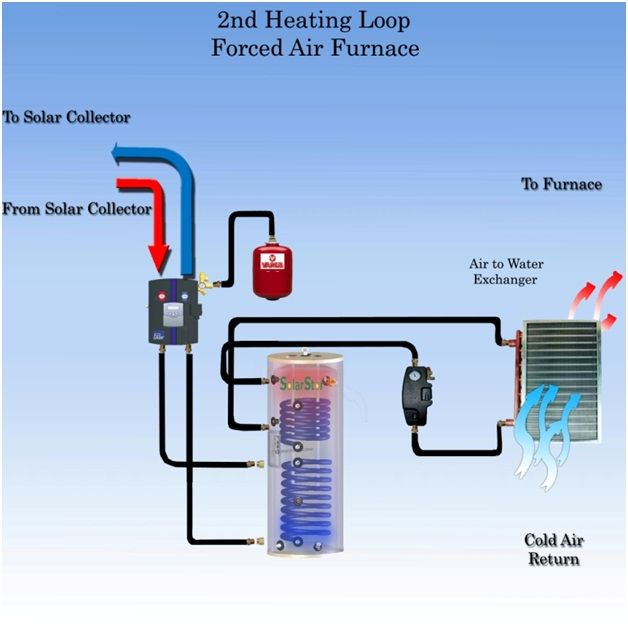 2nd Heating Loop
Forced Air Furnace
To Solar Collector
From Solar Collector
To Furnace
Air to Water
Exchanger
SolarStor
Cold Air
Return